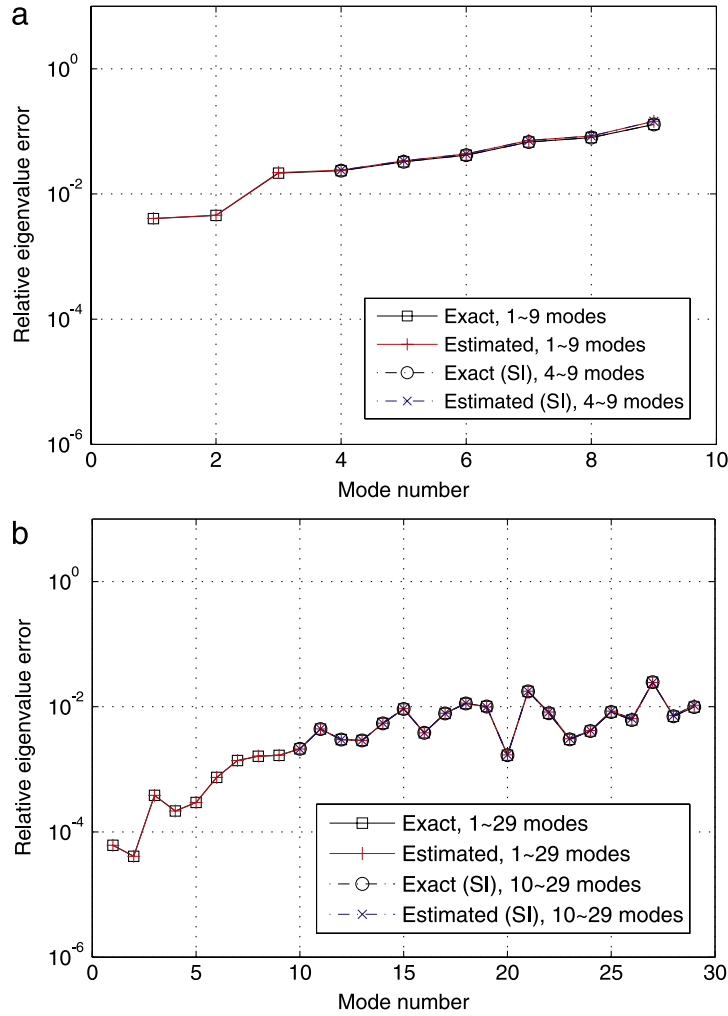 a
10^0
10^-2
10^-4
10^-6
Relative eigenvalue error
Exact, 1~9 modes
Estimated, 1~9 modes
Exact (SI), 4~9 modes
Estimated (SI), 4~9 modes
0 2 4 6 8 10
Mode number
b
10^0
10^-2
10^-4
10^-6
Relative eigenvalue error
Exact, 1~29 modes
Estimated, 1~29 modes
Exact (SI), 10~29 modes
Estimated (SI), 10~29 modes
0 5 10 15 20 25 30
Mode number